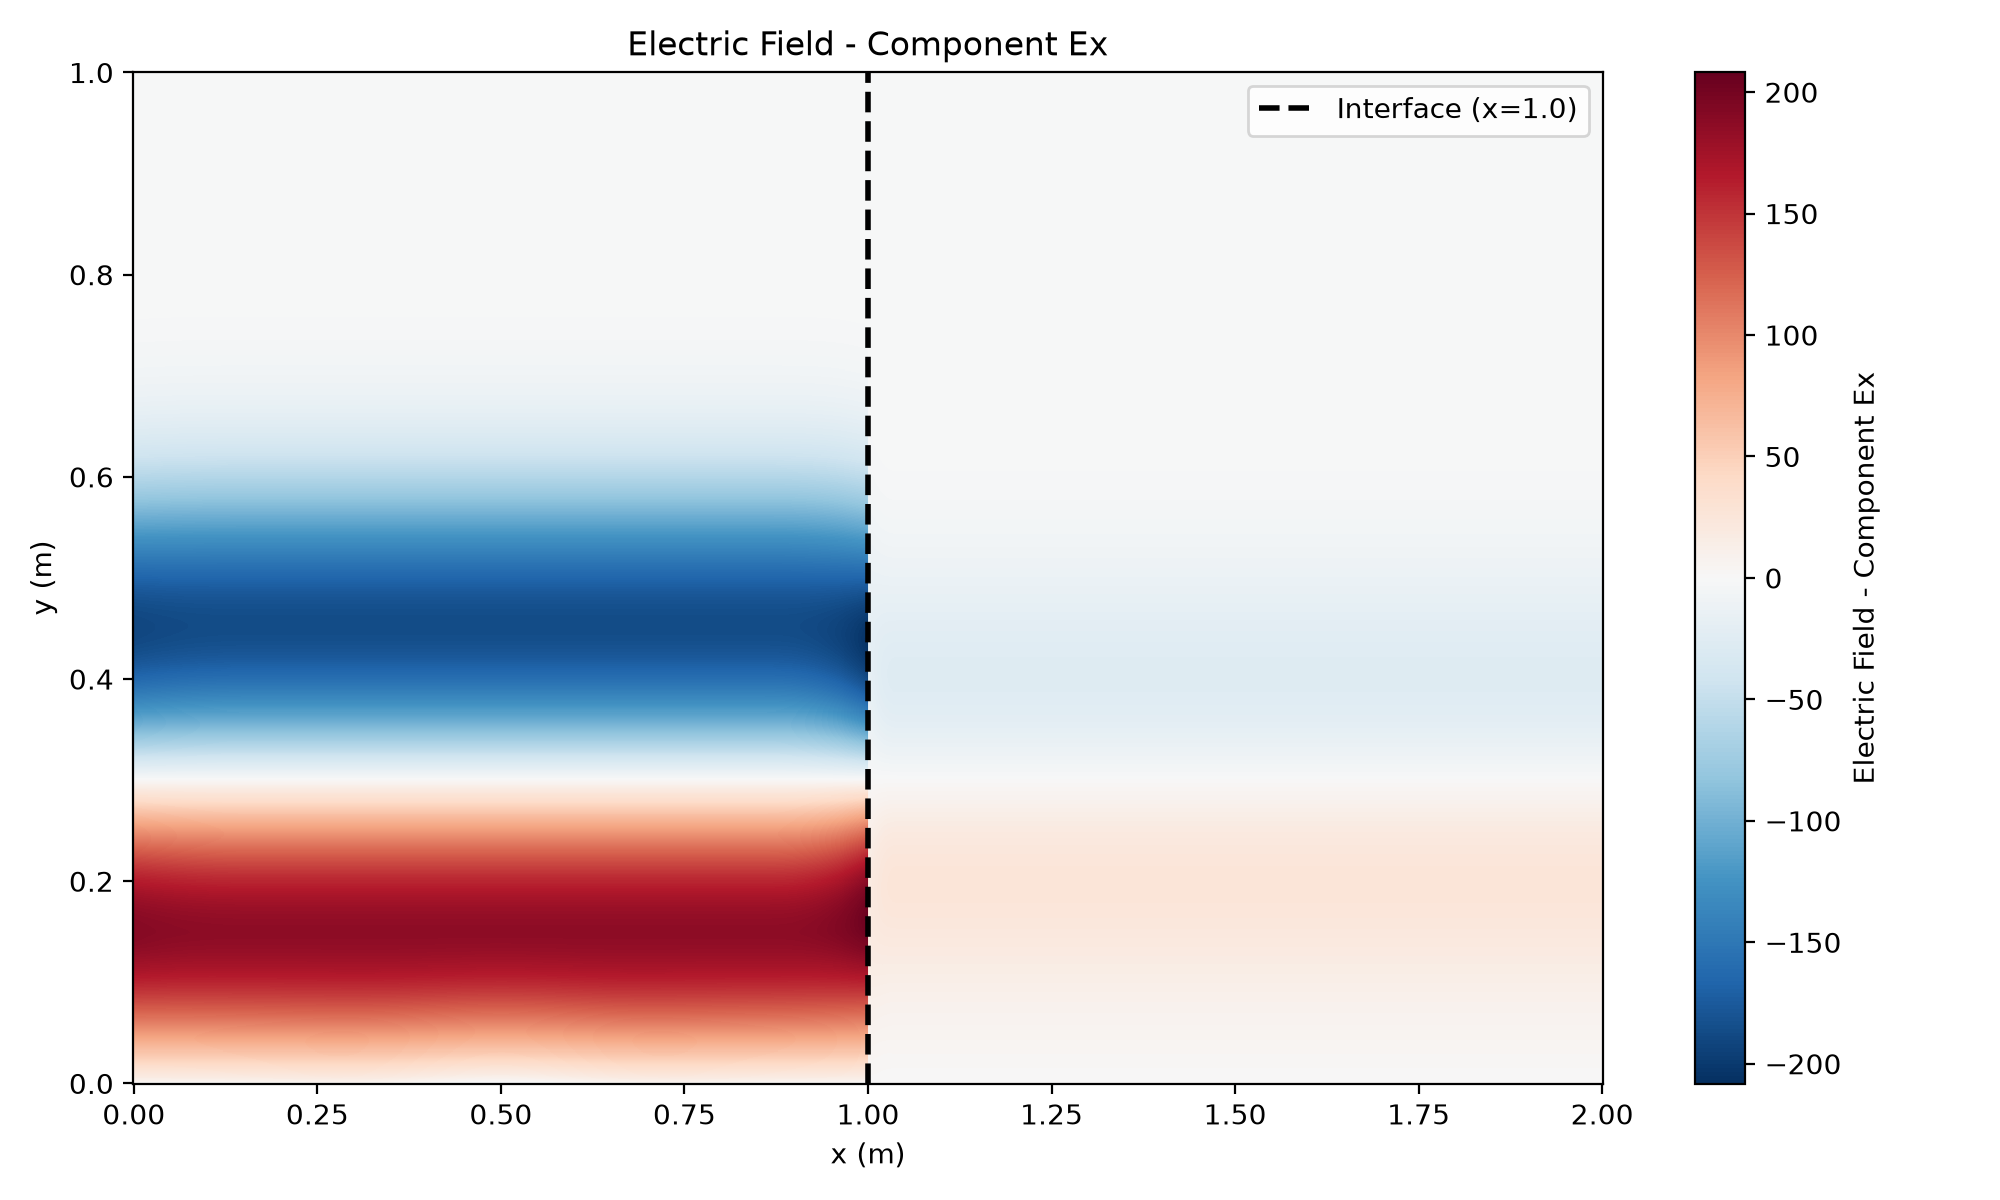 Electric Field - Component Ex
Interface (x=1.0)
1.0
0.8
0.6
0.4
0.2
0.0
y (m)
0.00 0.25 0.50 0.75 1.00 1.25 1.50 1.75 2.00
x (m)
200
150
100
50
0
−50
−100
−150
−200
Electric Field - Component Ex